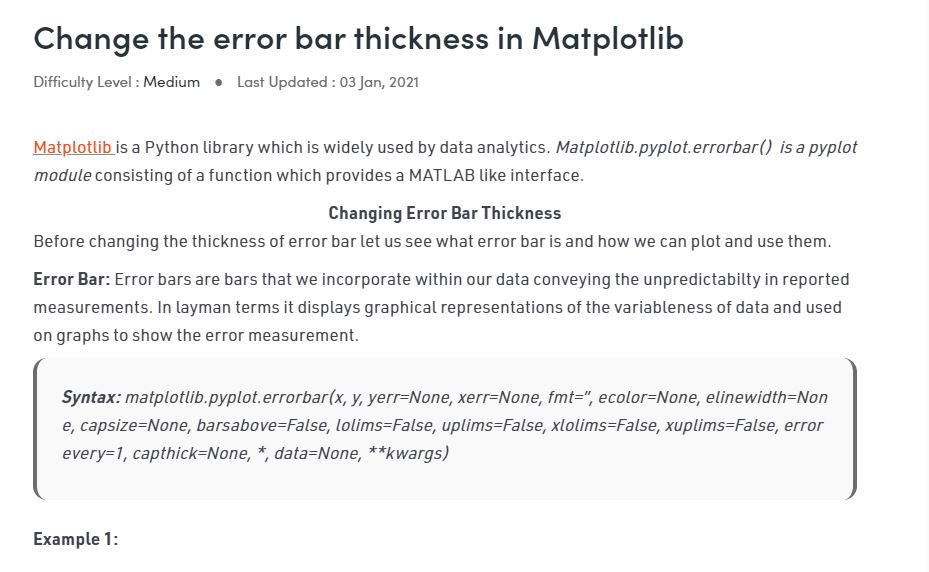 Change the error bar thickness in Matplotlib
Difficulty Level : Medium ● Last Updated : 03 Jan, 2021
Matplotlib is a Python library which is widely used by data analytics. Matplotlib.pyplot.errorbar() is a pyplot
module consisting of a function which provides a MATLAB like interface.
Changing Error Bar Thickness
Before changing the thickness of error bar let us see what error bar is and how we can plot and use them.
Error Bar: Error bars are bars that we incorporate within our data conveying the unpredictabilty in reported
measurements. In layman terms it displays graphical representations of the variableness of data and used
on graphs to show the error measurement.
Syntax: matplotlib.pyplot.errorbar(x, y, yerr=None, xerr=None, fmt=”, ecolor=None, elinewidth=Non
e, capsize=None, barsabove=False, lolims=False, uplims=False, xlolims=False, xuplims=False, error
every=1, capthick=None, *, data=None, **kwargs)
Example 1: